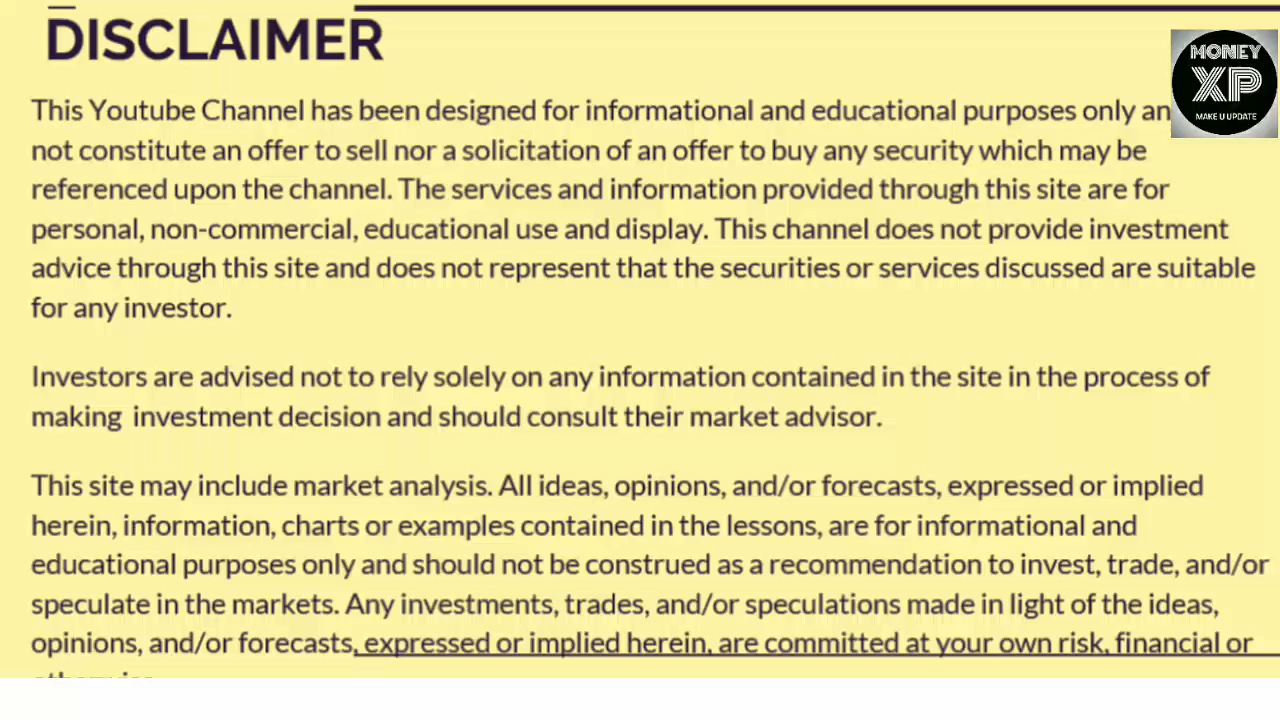 DISCLAIMER
MONEY
XP
MAKE U UPDATE
This Youtube Channel has been designed for informational and educational purposes only
not constitute an offer to sell nor a solicitation of an offer to buy any security which may be
referenced upon the channel. The services and information provided through this site are for
personal, non-commercial, educational use and display. This channel does not provide investment
advice through this site and does not represent that the securities or services discussed are suitable
for any investor.
Investors are advised not to rely solely on any information contained in the site in the process of
making investment decision and should consult their market advisor.
This site may include market analysis. All ideas, opinions, and/or forecasts, expressed or implied
herein, information, charts or examples contained in the lessons, are for informational and
educational purposes only and should not be construed as a recommendation to invest, trade, and/or
speculate in the markets. Any investments, trades, and/or speculations made in light of the ideas,
opinions, and/or forecasts, expressed or implied herein, are committed at your own risk, financial or